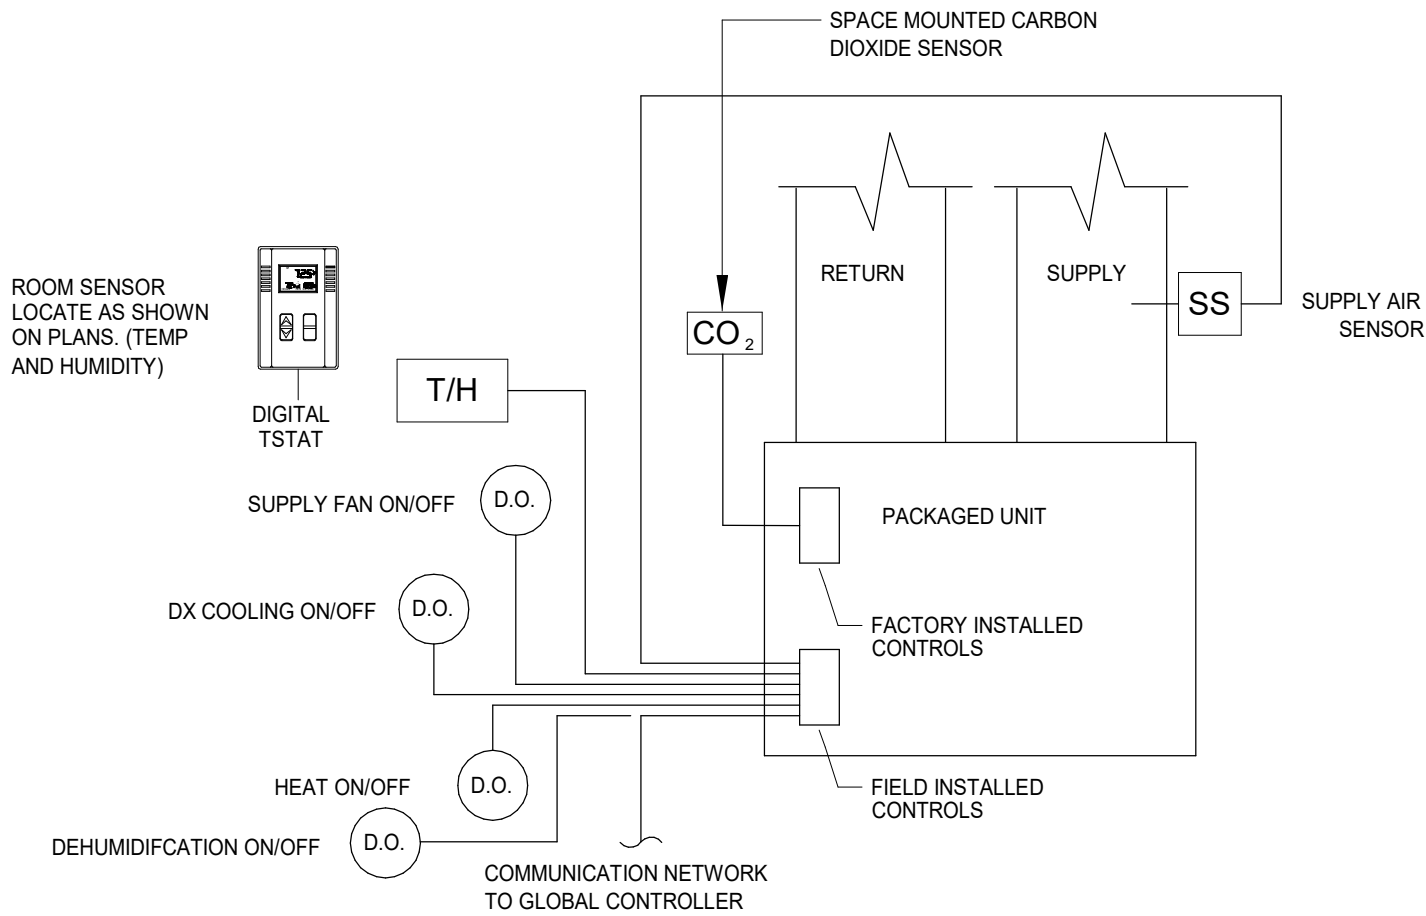 SPACE MOUNTED CARBON
DIOXIDE SENSOR
RETURN
SUPPLY
SS
SUPPLY AIR
SENSOR
ROOM SENSOR
LOCATE AS SHOWN
ON PLANS. (TEMP
AND HUMIDITY)
DIGITAL
TSTAT
CO2
T/H
SUPPLY FAN ON/OFF
D.O.
PACKAGED UNIT
DX COOLING ON/OFF
D.O.
FACTORY INSTALLED
CONTROLS
HEAT ON/OFF
D.O.
FIELD INSTALLED
CONTROLS
DEHUMIDIFCATION ON/OFF
D.O.
COMMUNICATION NETWORK
TO GLOBAL CONTROLLER